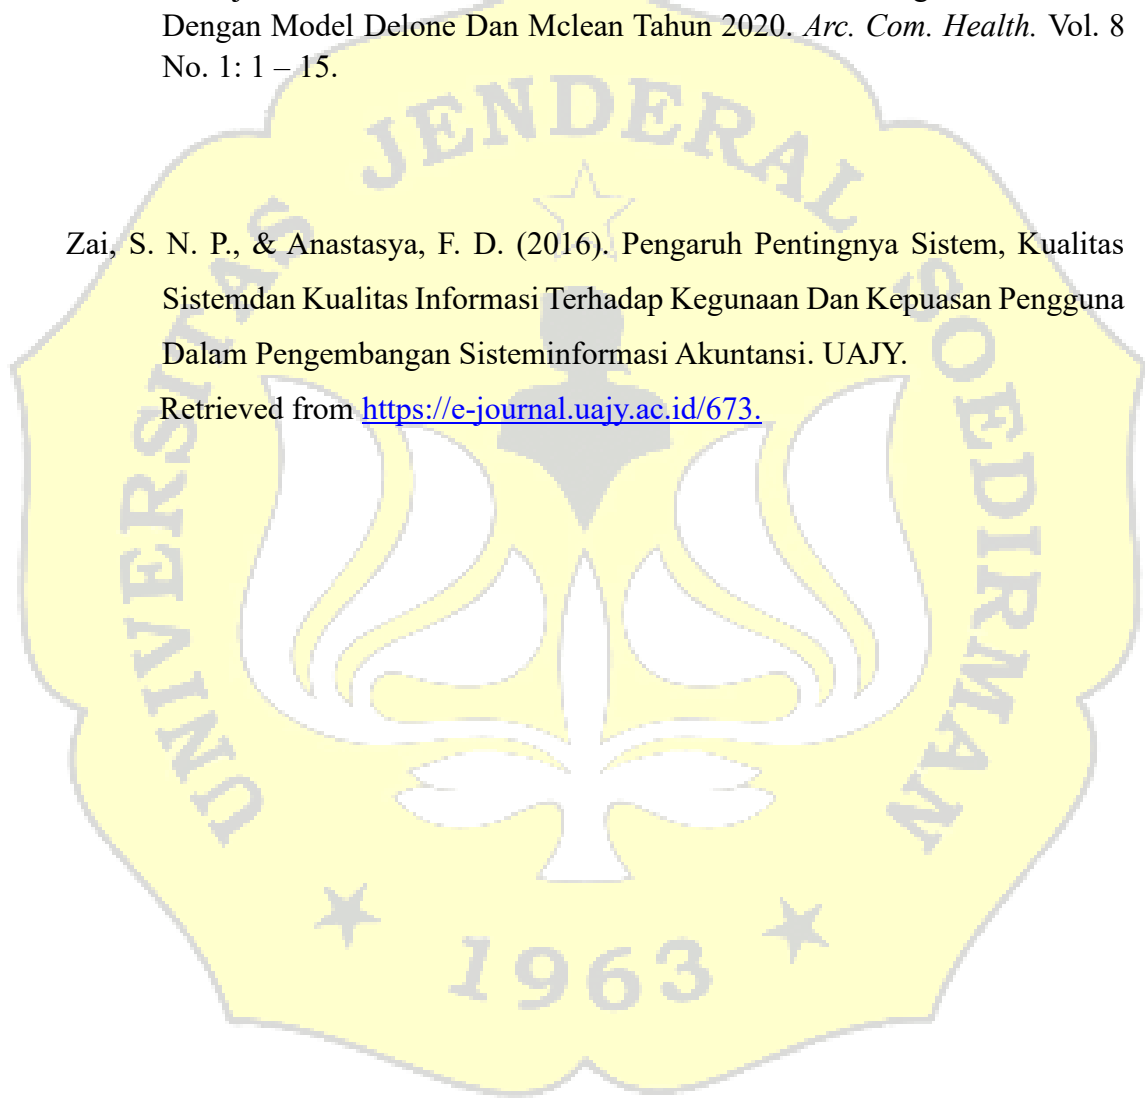 Dengan Model Delone Dan Mclean Tahun 2020. Arc. Com. Health. Vol. 8
No. 1: 1 – 15.
Zai, S. N. P., & Anastasya, F. D. (2016). Pengaruh Pentingnya Sistem, Kualitas
Sistemdan Kualitas Informasi Terhadap Kegunaan Dan Kepuasan Pengguna
Dalam Pengembangan Sisteminformasi Akuntansi. UAJY.
Retrieved from https://e-journal.uajy.ac.id/673.
UNIVERSITAS JENDERAL SOEDIRMAN
1963